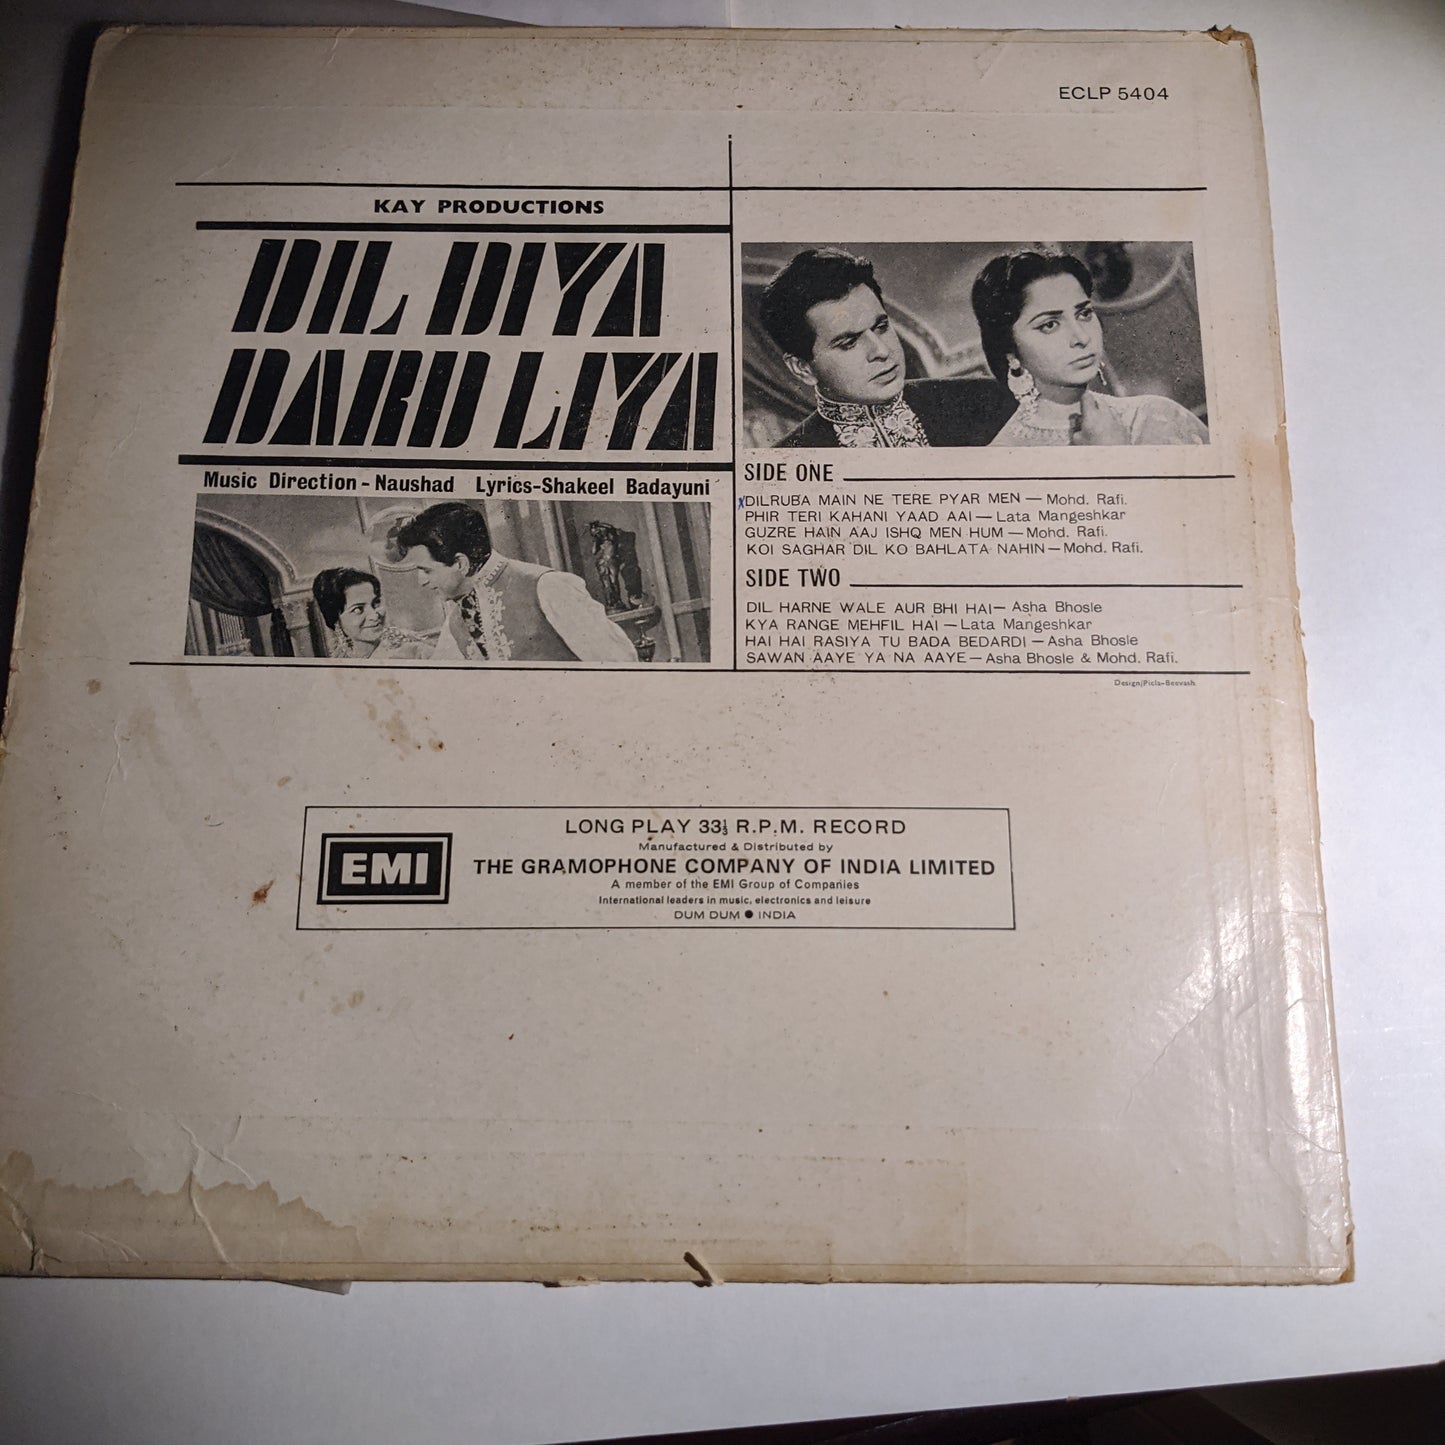 ECLP 5404
KAY PRODUCTIONS
DIL DIYA
DARD LIYA
Music Direction - Naushad Lyrics-Shakeel Badayuni
SIDE ONE
DILRUBA MAIN NE TERE PYAR MEN — Mohd. Rafi.
PHIR TERI KAHANI YAAD AAI — Lata Mangeshkar
GUZRE HAIN AAJ ISHQ MEN HUM — Mohd. Rafi.
KOI SAGHAR DIL KO BAHLATA NAHIN — Mohd. Rafi.
SIDE TWO
DIL HARNE WALE AUR BHI HAI — Asha Bhosle
KYA RANGE MEHFIL HAI — Lata Mangeshkar
HAI HAI RASIYA TU BADA BEDARDI — Asha Bhosle
SAWAN AAYE YA NA AAYE — Asha Bhosle & Mohd. Rafi.
Design/Picla-Beevash
EMI
LONG PLAY 33⅓ R.P.M. RECORD
Manufactured & Distributed by
THE GRAMOPHONE COMPANY OF INDIA LIMITED
A member of the EMI Group of Companies
International leaders in music, electronics and leisure
DUM DUM ● INDIA